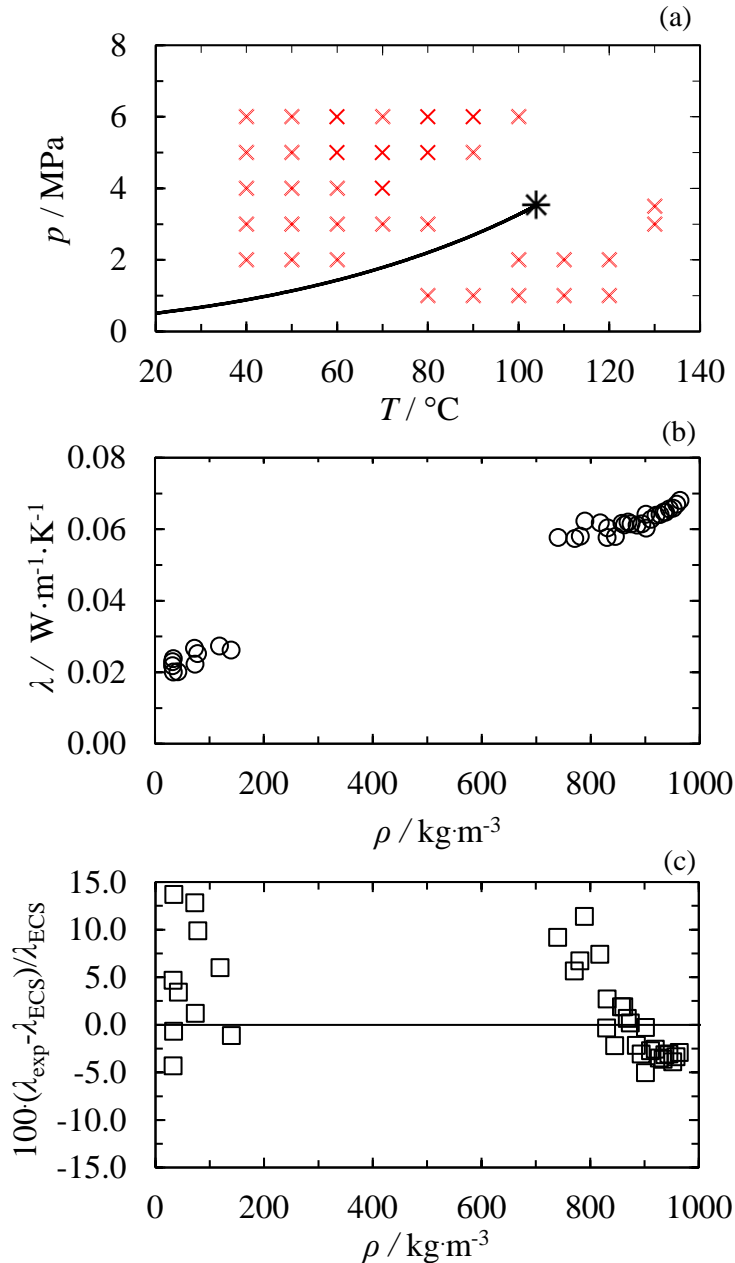 (a)
8
6
4
2
0
p / MPa
20 40 60 80 100 120 140
T / °C
(b)
0.08
0.06
0.04
0.02
0.00
λ / W·m-1·K-1
0 200 400 600 800 1000
ρ / kg·m-3
(c)
15.0
10.0
5.0
0.0
-5.0
-10.0
-15.0
100·(λexp-λECS)/λECS
0 200 400 600 800 1000
ρ / kg·m-3